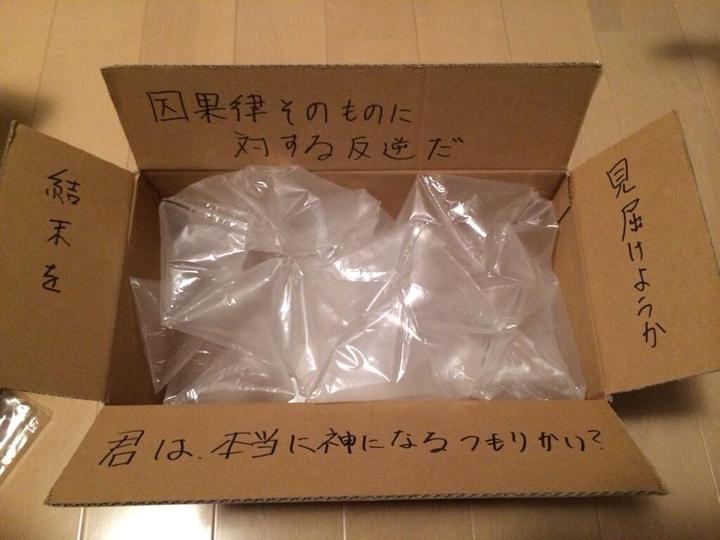 因果律そのものに
対する反逆だ
結末を
見届けようか
君は、本当に神になるつもりかい?